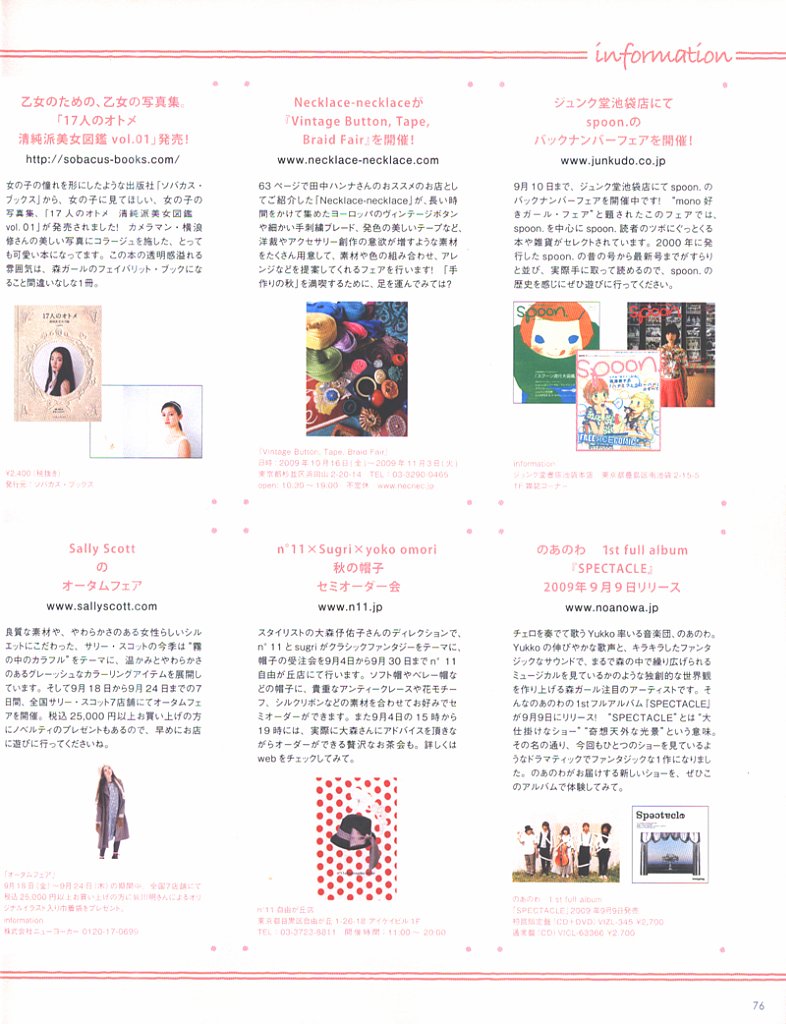 information
乙女のための、乙女の写真集。
「17人のオトメ
清純派美女図鑑 vol.01」発売!
http://sobacus-books.com/
女の子の憧れを形にしたような出版社「ソバカス・
ブックス」から、女の子に見てほしい、女の子の
写真集、「17人のオトメ 清純派美女図鑑
vol.01」が発売されました! カメラマン・横浪
修さんの美しい写真にコラージュを施した、とって
も可愛い本になってます。この本の透明感溢れる
雰囲気は、森ガールのフェイバリット・ブックにな
ること間違いなしな1冊。
17人のオトメ
¥2,400(税抜き)
発行元/ソバカス・ブックス
Necklace-necklaceが
『Vintage Button, Tape,
Braid Fair』を開催!
www.necklace-necklace.com
63ページで田中ハンナさんのおススメのお店とし
てご紹介した「Necklace-necklace」が、長い時
間をかけて集めたヨーロッパのヴィンテージボタン
や細かい手刺繍ブレード、発色の美しいテープなど、
洋裁やアクセサリー創作の意欲が増すような素材
をたくさん用意して、素材や色の組み合わせ、アレ
ンジなどを提案してくれるフェアを行います! 「手
作りの秋」を満喫するために、足を運んでみては?
「Vintage Button, Tape, Braid Fair」
日時:2009年10月16日(金)~2009年11月3日(火)
東京都杉並区浜田山2-20-14 TEL:03-3290-0465
open. 10:30~19:00 不定休
ジュンク堂池袋店にて
spoon.の
バックナンバーフェアを開催!
www.junkudo.co.jp
9月10日まで、ジュンク堂池袋店にてspoon.の
バックナンバーフェアを開催中です! “mono好
きガール・フェア”と題されたこのフェアでは、
spoon.を中心にspoon.読者のツボにぐっとくる
本や雑貨がセレクトされています。2000年に発
行したspoon.の昔の号から最新号までがずらり
と並び、実際手に取って読めるので、spoon.の
歴史を感じにぜひ遊びに行ってください。
spoon.
spoon.
spoon.
FREE
information
ジュンク堂書店池袋本店 東京都豊島区南池袋2-15-5
1F 雑誌コーナー
Sally Scott
の
オータムフェア
www.sallyscott.com
良質な素材や、やわらかさのある女性らしいシル
エットにこだわった、サリー・スコットの今季は“霧
の中のカラフル”をテーマに、温かみとやわらかさ
のあるグレーッシュなカラーリングアイテムを展開し
ています。そして9月18日から9月24日までの7
日間、全国サリー・スコット7店舗にてオータムフェ
アを開催。税込25,000円以上お買い上げの方
にノベルティのプレゼントもあるので、早めにお店
に遊びに行ってくださいね。
「オータムフェア」
9月18日(金)~9月24日(木)の期間中、全国7店舗にて
税込25,000円以上お買い上げの方に
ジナルイラスト入り巾着袋をプレゼント。
information
株式会社ニューヨーカー 0120-17-0695
n°11×Sugri×yoko omori
秋の帽子
セミオーダー会
www.n11.jp
スタイリストの大森伃佑子さんのディレクションで、
n°11とsugriがクラシックファンタジーをテーマに、
帽子の受注会を9月4日から9月30日までn°11
自由が丘店にて行います。ソフト帽やベレー帽な
どの帽子に、貴重なアンティークレースや花モチー
フ、シルクリボンなどの素材を合わせてお好みでセ
ミオーダーができます。また9月4日の15時から
19時には、実際に大森さんにアドバイスを頂きな
がらオーダーができる贅沢なお茶会も。詳しくは
webをチェックしてみて。
n°11 自由が丘店
東京都目黒区自由が丘1-26-18 アイケイビル1F
TEL:03-3723-8811 開催時間:11:00~20:00
のあのわ 1st full album
『SPECTACLE』
2009年9月9日リリース
www.noanowa.jp
チェロを奏でて歌うYukko率いる音楽団、のあのわ。
Yukkoの伸びやかな歌声と、キラキラしたファンタ
ジックなサウンドで、まるで森の中で繰り広げられる
ミュージカルを見ているかのような独創的な世界観
を作り上げる森ガール注目のアーティストです。そ
んなのあのわの1stフルアルバム『SPECTACLE』
が9月9日にリリース! “SPECTACLE”とは“大
仕掛けなショー”“奇想天外な光景”という意味。
その名の通り、今回もひとつのショーを見ているよ
うなドラマティックでファンタジックな1作になりまし
た。のあのわがお届けする新しいショーを、ぜひこ
のアルバムで体験してみて。
Spectacle
のあのわ 1st full album
「SPECTACLE」2009年9月9日発売
初回限定盤(CD+DVD) VIZL-345 ¥2,700
通常盤(CD) VICL-63366 ¥2,700
76